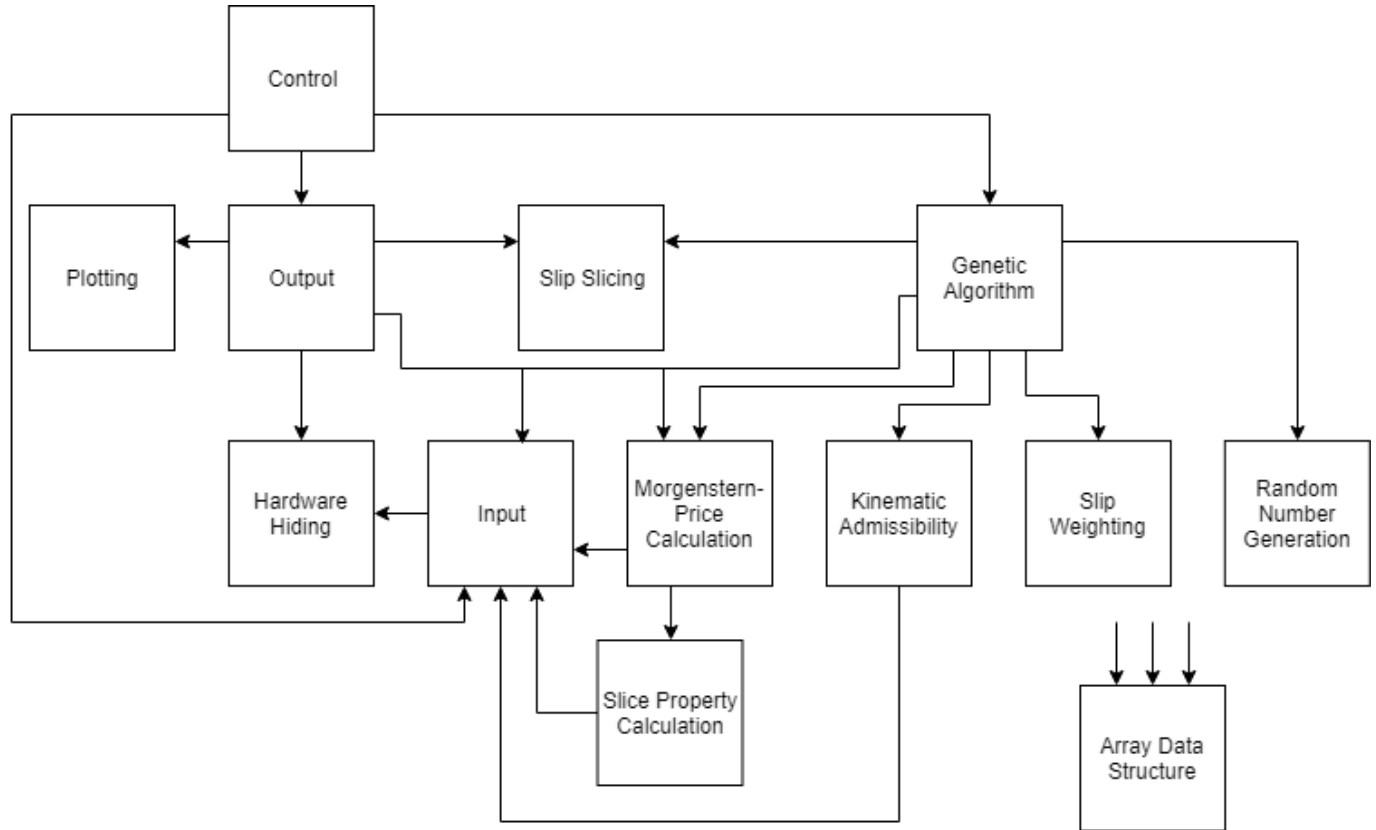 Control
Plotting
Output
Slip Slicing
Genetic
Algorithm
Hardware
Hiding
Input
Morgenstern-
Price
Calculation
Kinematic
Admissibility
Slip
Weighting
Random
Number
Generation
Slice Property
Calculation
Array Data
Structure